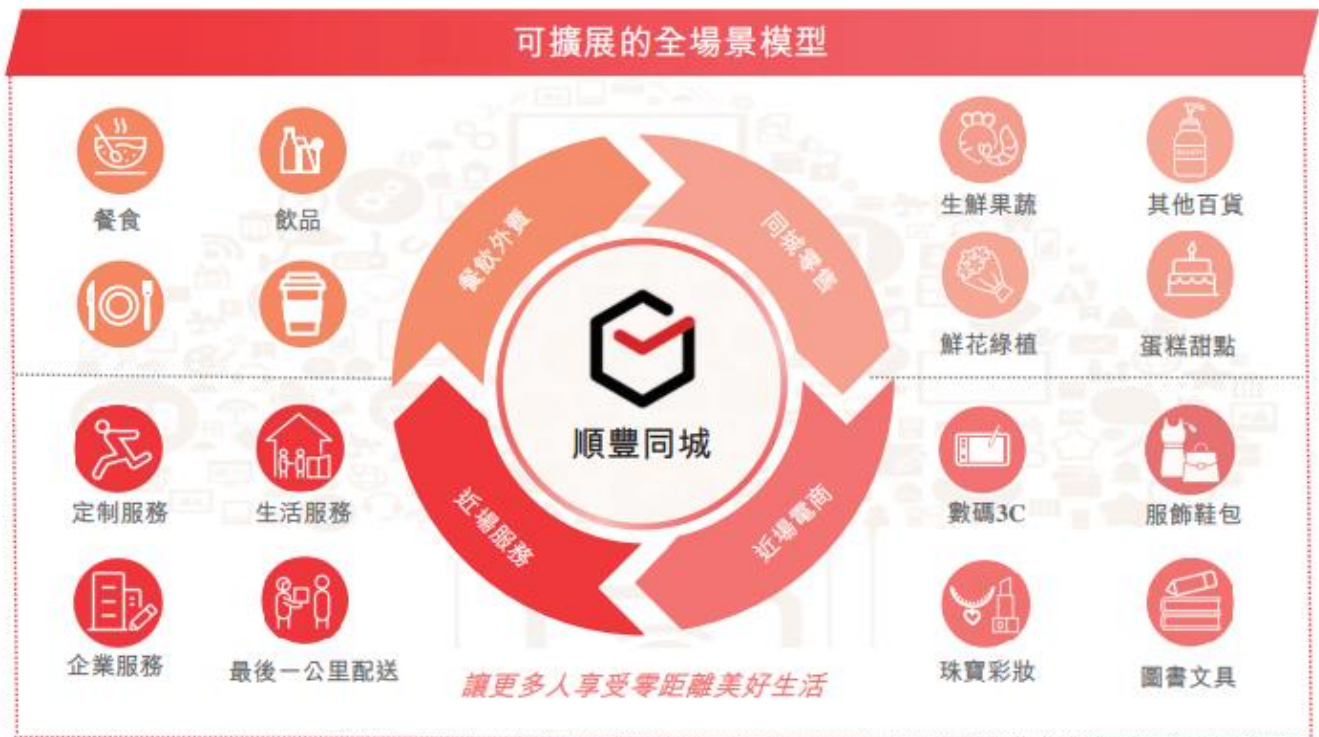 可擴展的全場景模型
餐食
飲品
餐飲外賣
同城零售
生鮮果蔬
其他百貨
鮮花綠植
蛋糕甜點
順豐同城
定制服務
生活服務
近場服務
近場電商
數碼3C
服飾鞋包
企業服務
最後一公里配送
珠寶彩妝
圖書文具
讓更多人享受零距離美好生活